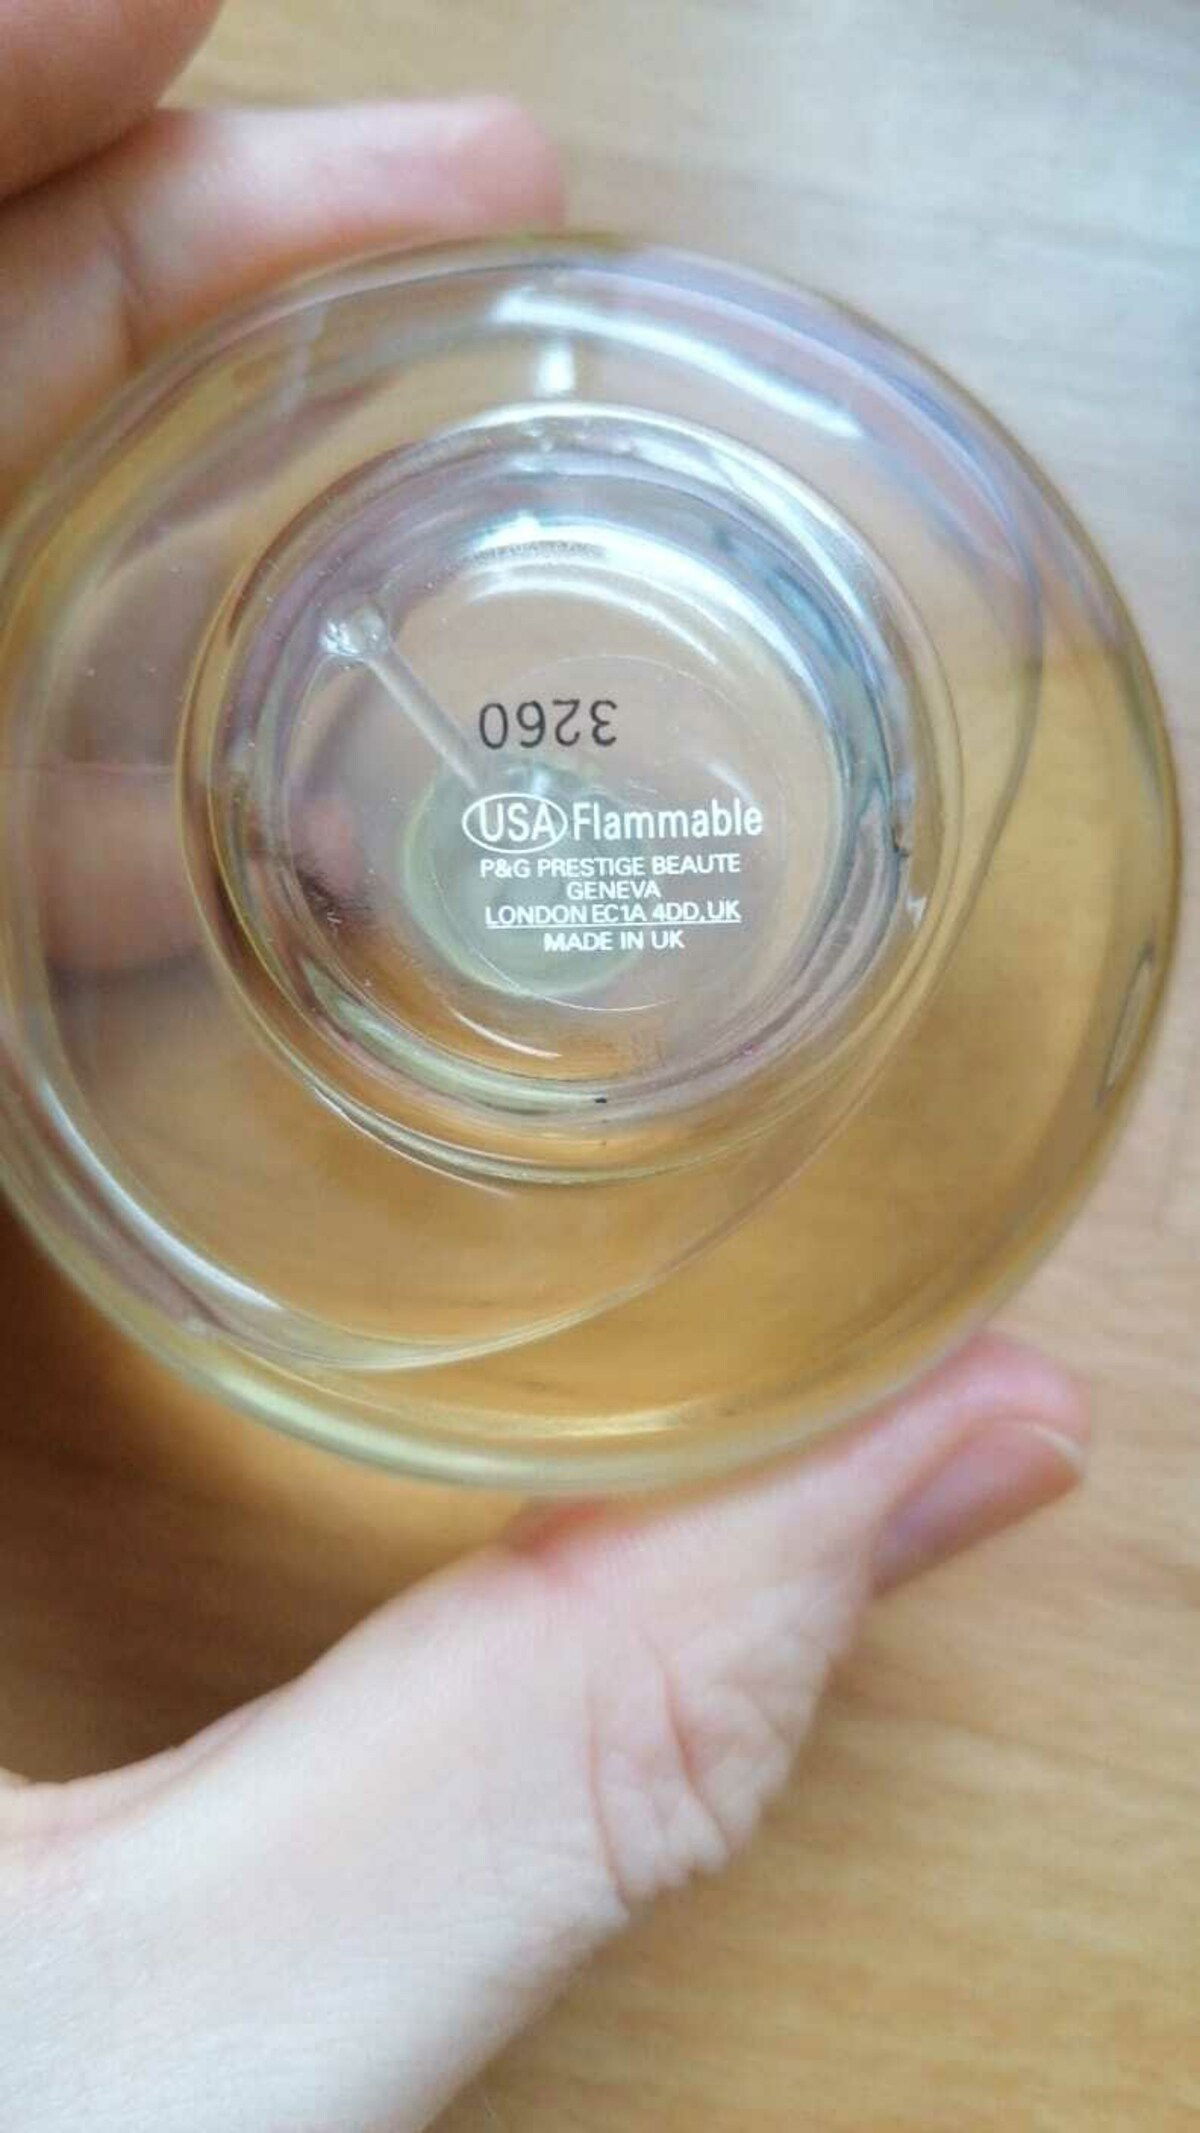 3260
USA Flammable
P&G PRESTIGE BEAUTE
GENEVA
LONDON EC1A 4DD,UK
MADE IN UK